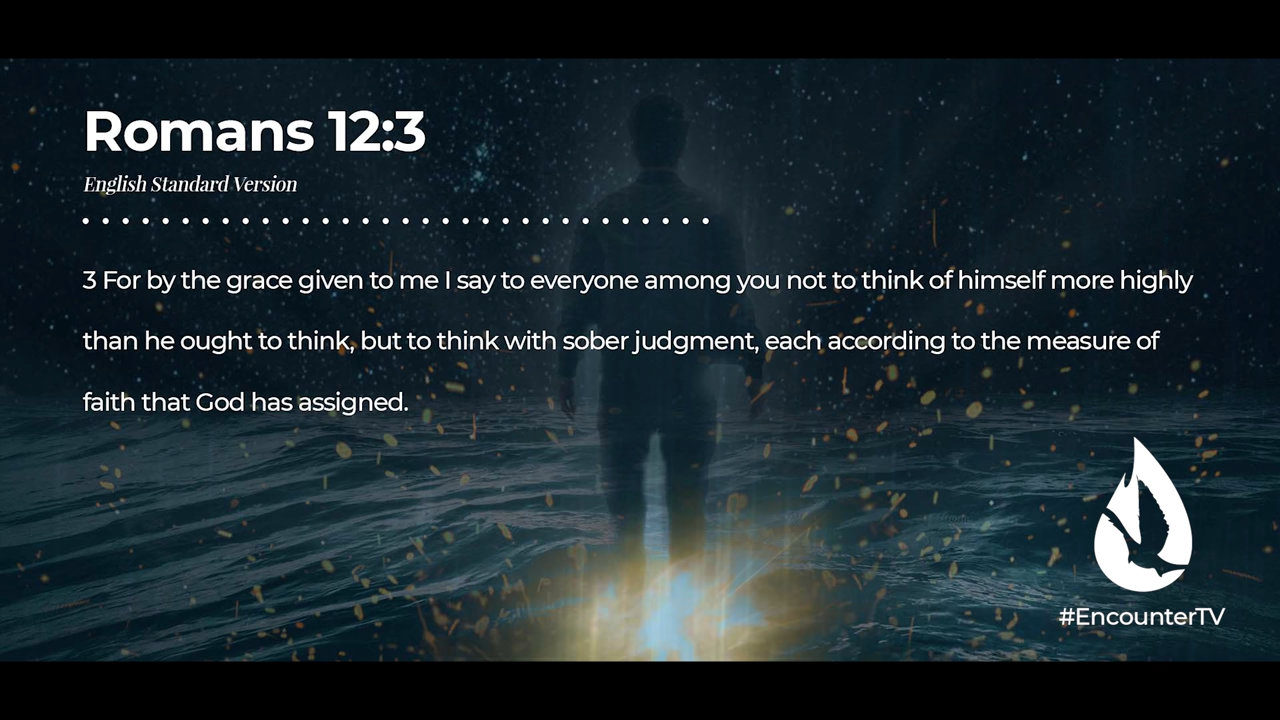 Romans 12:3
English Standard Version
3 For by the grace given to me I say to everyone among you not to think of himself more highly
than he ought to think, but to think with sober judgment, each according to the measure of
faith that God has assigned.
#EncounterTV